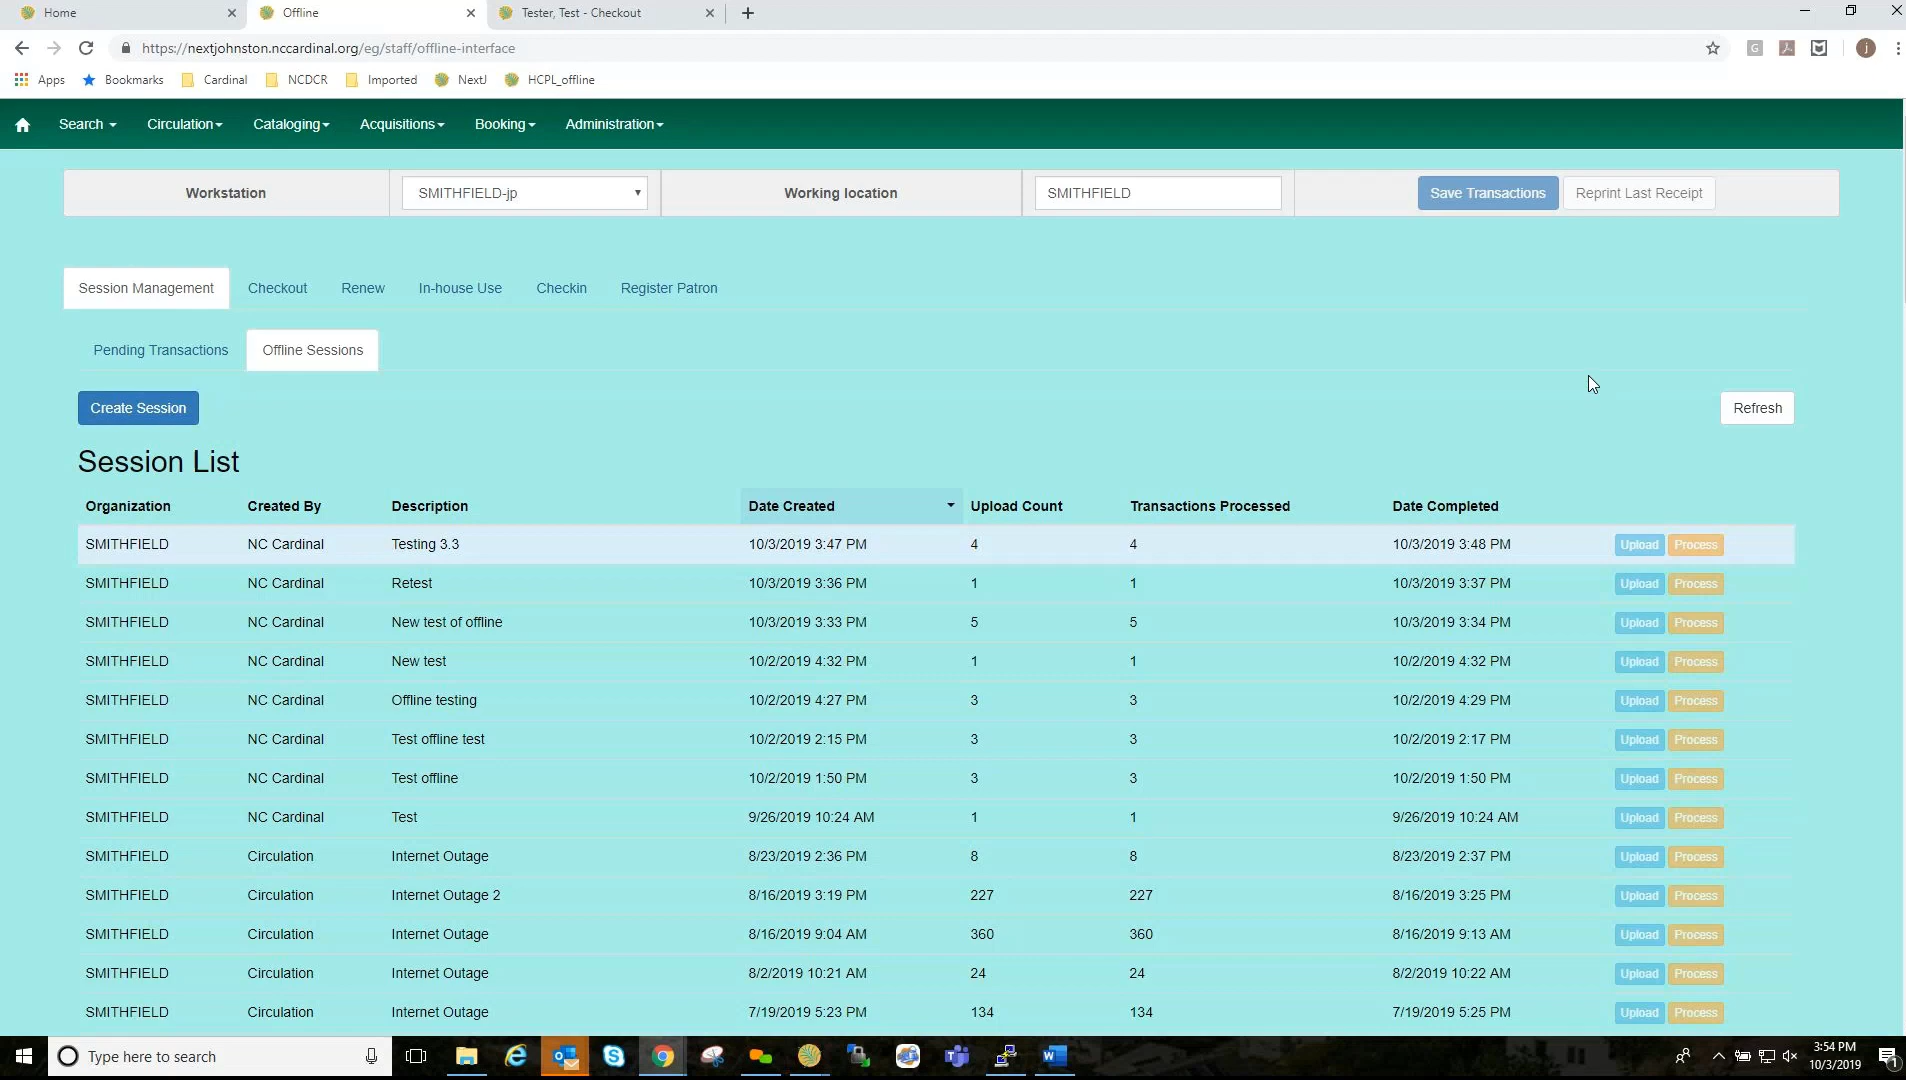 Home
Offline
Tester, Test - Checkout
https://nextjohnston.nccardinal.org/eg/staff/offline-interface
G
j
Apps Bookmarks Cardinal NCDCR Imported NextJ HCPL_offline
Search Circulation Cataloging Acquisitions Booking Administration
Workstation SMITHFIELD-jp Working location SMITHFIELD Save Transactions Reprint Last Receipt
Session Management Checkout Renew In-house Use Checkin Register Patron
Pending Transactions Offline Sessions
Create Session Refresh
Session List
Organization Created By Description Date Created Upload Count Transactions Processed Date Completed
SMITHFIELD NC Cardinal Testing 3.3 10/3/2019 3:47 PM 4 4 10/3/2019 3:48 PM Upload Process
SMITHFIELD NC Cardinal Retest 10/3/2019 3:36 PM 1 1 10/3/2019 3:37 PM Upload Process
SMITHFIELD NC Cardinal New test of offline 10/3/2019 3:33 PM 5 5 10/3/2019 3:34 PM Upload Process
SMITHFIELD NC Cardinal New test 10/2/2019 4:32 PM 1 1 10/2/2019 4:32 PM Upload Process
SMITHFIELD NC Cardinal Offline testing 10/2/2019 4:27 PM 3 3 10/2/2019 4:29 PM Upload Process
SMITHFIELD NC Cardinal Test offline test 10/2/2019 2:15 PM 3 3 10/2/2019 2:17 PM Upload Process
SMITHFIELD NC Cardinal Test offline 10/2/2019 1:50 PM 3 3 10/2/2019 1:50 PM Upload Process
SMITHFIELD NC Cardinal Test 9/26/2019 10:24 AM 1 1 9/26/2019 10:24 AM Upload Process
SMITHFIELD Circulation Internet Outage 8/23/2019 2:36 PM 8 8 8/23/2019 2:37 PM Upload Process
SMITHFIELD Circulation Internet Outage 2 8/16/2019 3:19 PM 227 227 8/16/2019 3:25 PM Upload Process
SMITHFIELD Circulation Internet Outage 8/16/2019 9:04 AM 360 360 8/16/2019 9:13 AM Upload Process
SMITHFIELD Circulation Internet Outage 8/2/2019 10:21 AM 24 24 8/2/2019 10:22 AM Upload Process
SMITHFIELD Circulation Internet Outage 7/19/2019 5:23 PM 134 134 7/19/2019 5:25 PM Upload Process
Type here to search
3:54 PM
10/3/2019
1